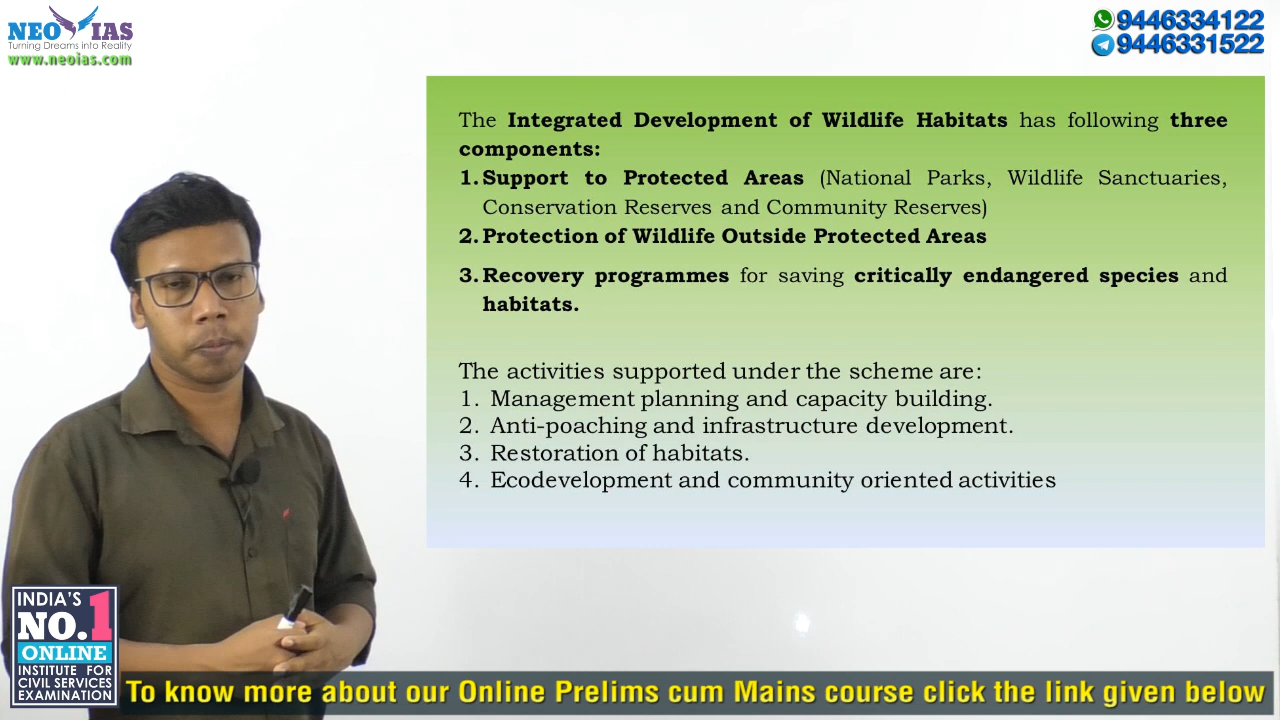 NEO IAS
Turning Dreams into Reality
www.neoias.com
9446334122
9446331522
The Integrated Development of Wildlife Habitats has following three
components:
1. Support to Protected Areas (National Parks, Wildlife Sanctuaries,
Conservation Reserves and Community Reserves)
2. Protection of Wildlife Outside Protected Areas
3. Recovery programmes for saving critically endangered species and
habitats.
The activities supported under the scheme are:
1. Management planning and capacity building.
2. Anti-poaching and infrastructure development.
3. Restoration of habitats.
4. Ecodevelopment and community oriented activities
INDIA'S
NO.1
ONLINE
INSTITUTE FOR
CIVIL SERVICES
EXAMINATION
To know more about our Online Prelims cum Mains course click the link given below